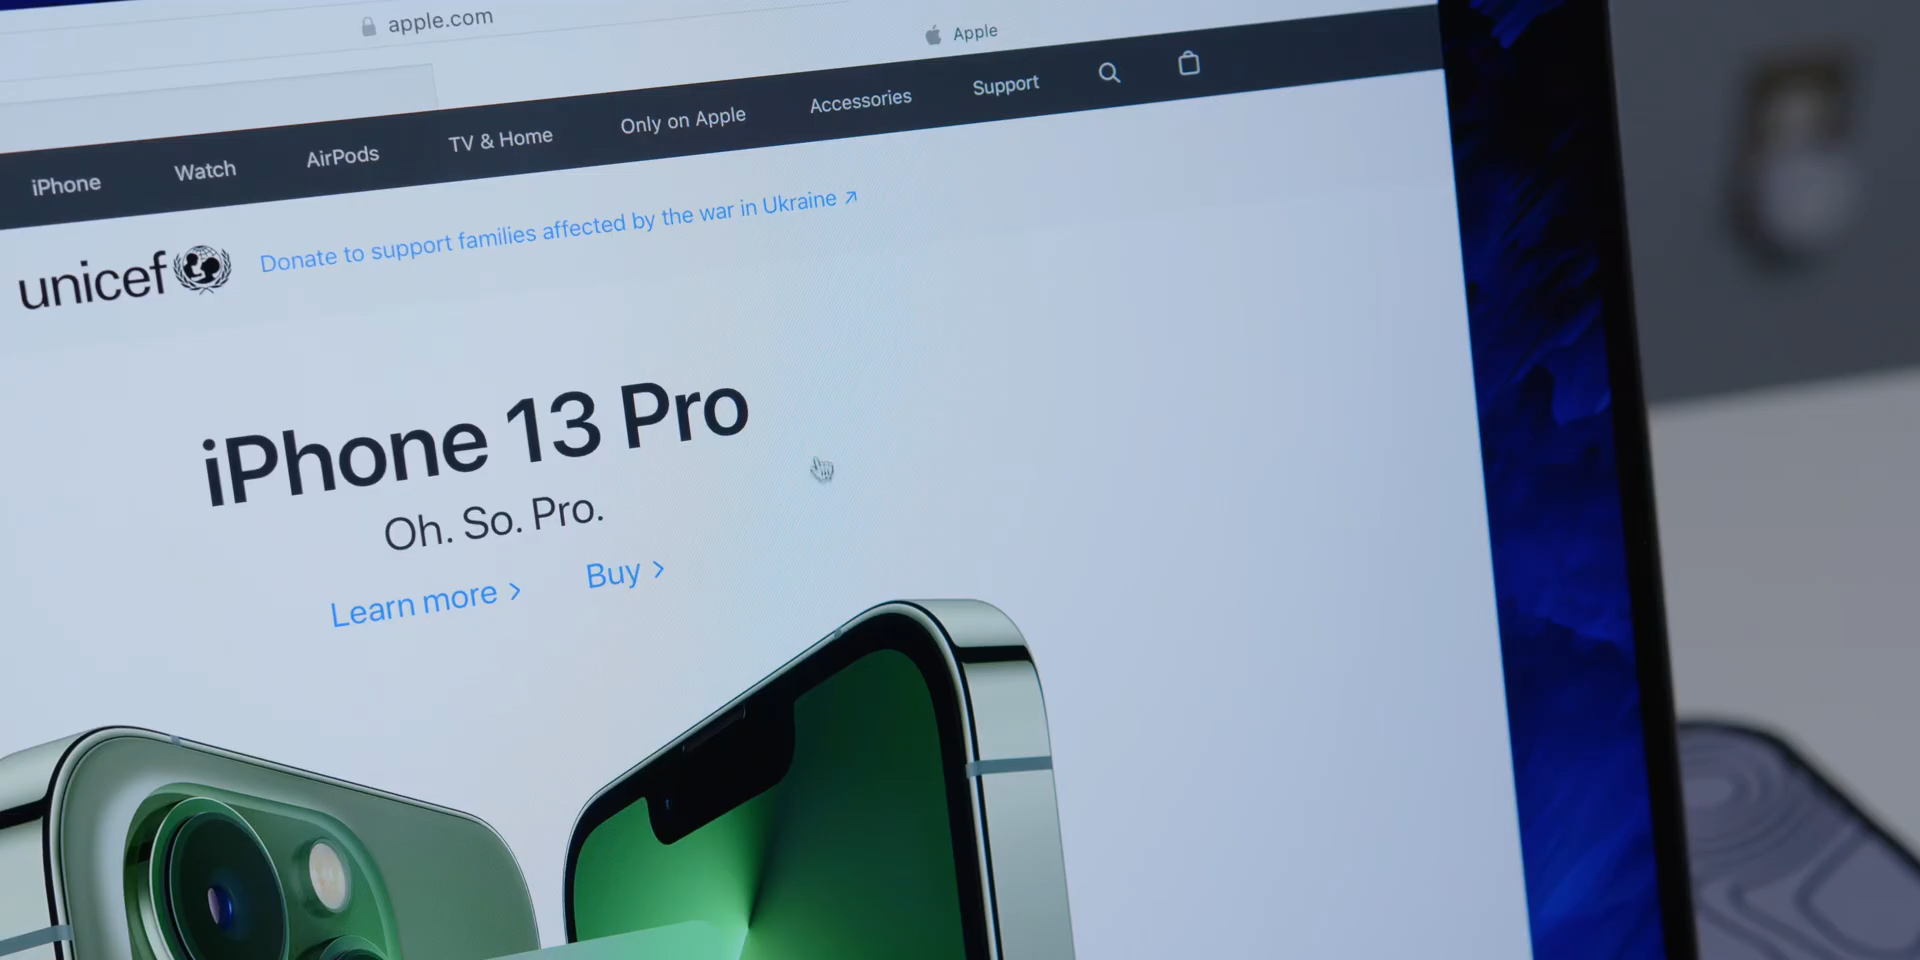 apple.com
Apple
iPhone Watch AirPods TV & Home Only on Apple Accessories Support
unicef Donate to support families affected by the war in Ukraine ↗
iPhone 13 Pro
Oh. So. Pro.
Learn more > Buy >